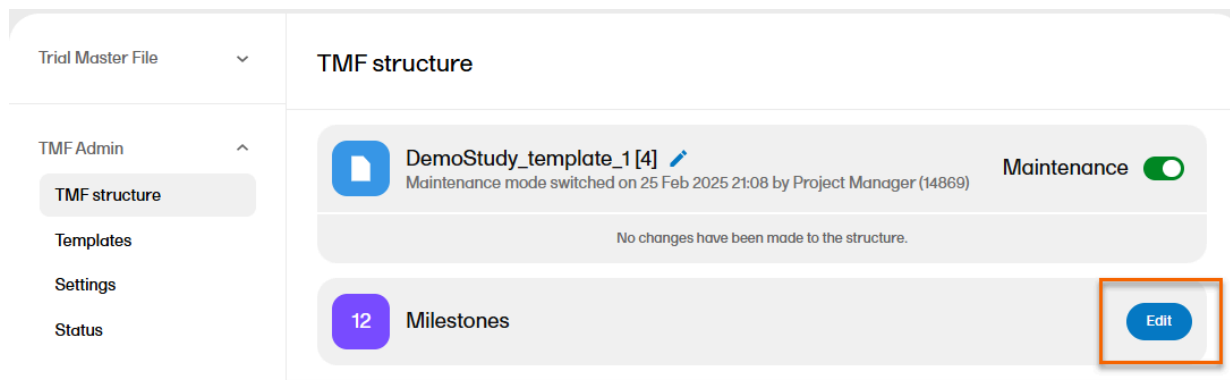 Trial Master File
TMF Admin
TMF structure
Templates
Settings
Status
TMF structure
DemoStudy_template_1 [4]
Maintenance mode switched on 25 Feb 2025 21:08 by Project Manager (14869)
Maintenance
No changes have been made to the structure.
12 Milestones
Edit